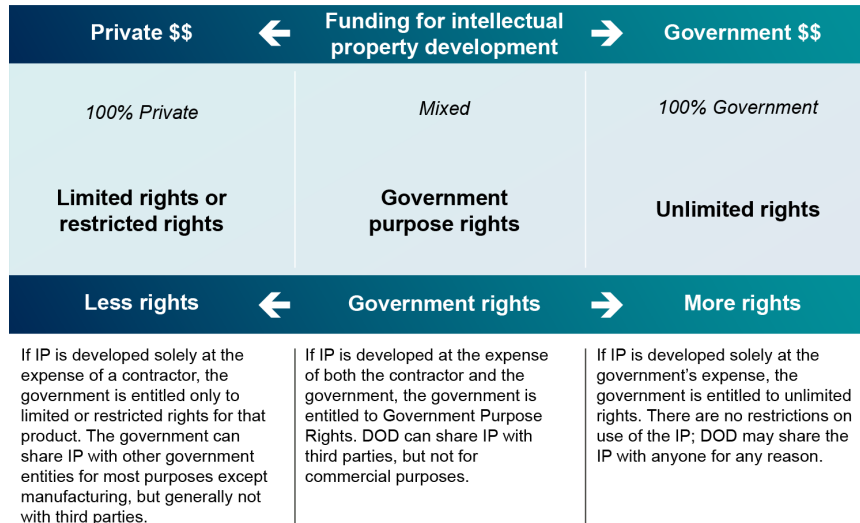 Private $$
Funding for intellectual
property development
Government $$
100% Private
Mixed
100% Government
Limited rights or
restricted rights
Government
purpose rights
Unlimited rights
Less rights
Government rights
More rights
If IP is developed solely at the
expense of a contractor, the
government is entitled only to
limited or restricted rights for that
product. The government can
share IP with other government
entities for most purposes except
manufacturing, but generally not
with third parties.
If IP is developed at the expense
of both the contractor and the
government, the government is
entitled to Government Purpose
Rights. DOD can share IP with
third parties, but not for
commercial purposes.
If IP is developed solely at the
government’s expense, the
government is entitled to unlimited
rights. There are no restrictions on
use of the IP; DOD may share the
IP with anyone for any reason.